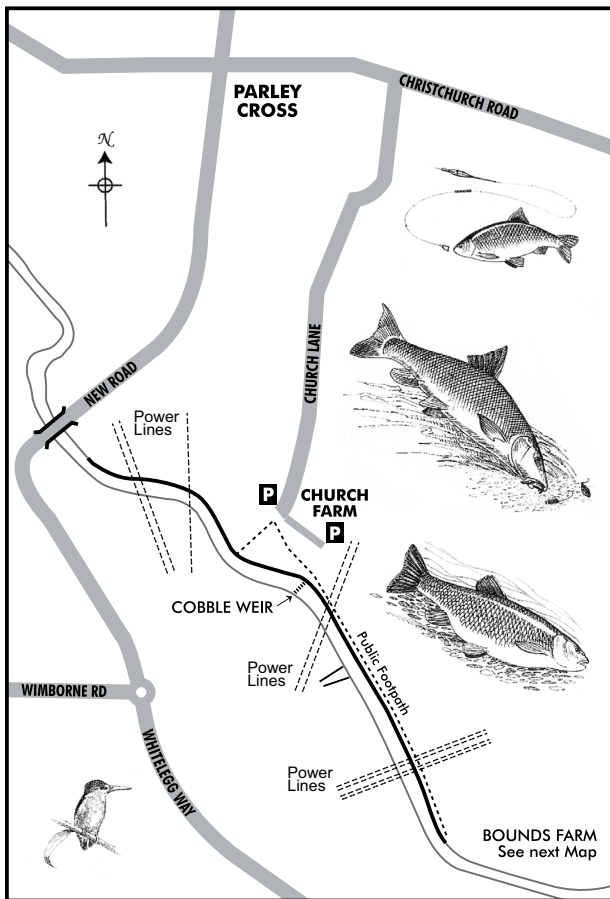 PARLEY
CROSS
CHRISTCHURCH ROAD
N
CHURCH LANE
NEW ROAD
Power
Lines
P
CHURCH
FARM
P
COBBLE WEIR
Public Footpath
Power
Lines
WIMBORNE RD
WHITELEGG WAY
Power
Lines
BOUNDS FARM
See next Map